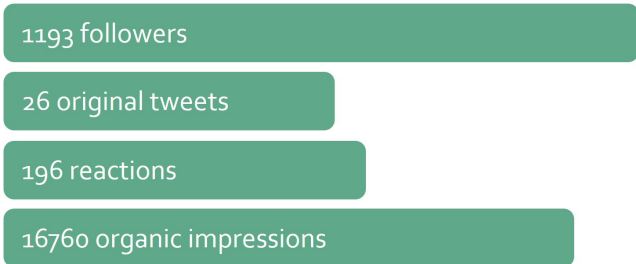 1193 followers
26 original tweets
196 reactions
16760 organic impressions